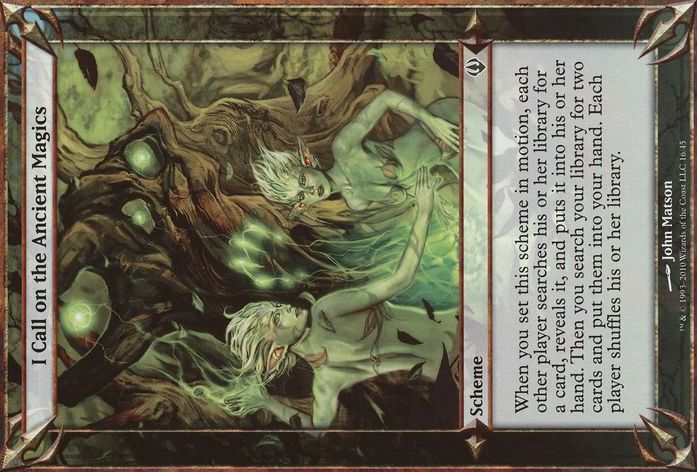 I Call on the Ancient Magics
Scheme
When you set this scheme in motion, each
other player searches his or her library for
a card, reveals it, and puts it into his or her
hand. Then you search your library for two
cards and put them into your hand. Each
player shuffles his or her library.
John Matson
™ & © 1993–2010 Wizards of the Coast LLC 16/45